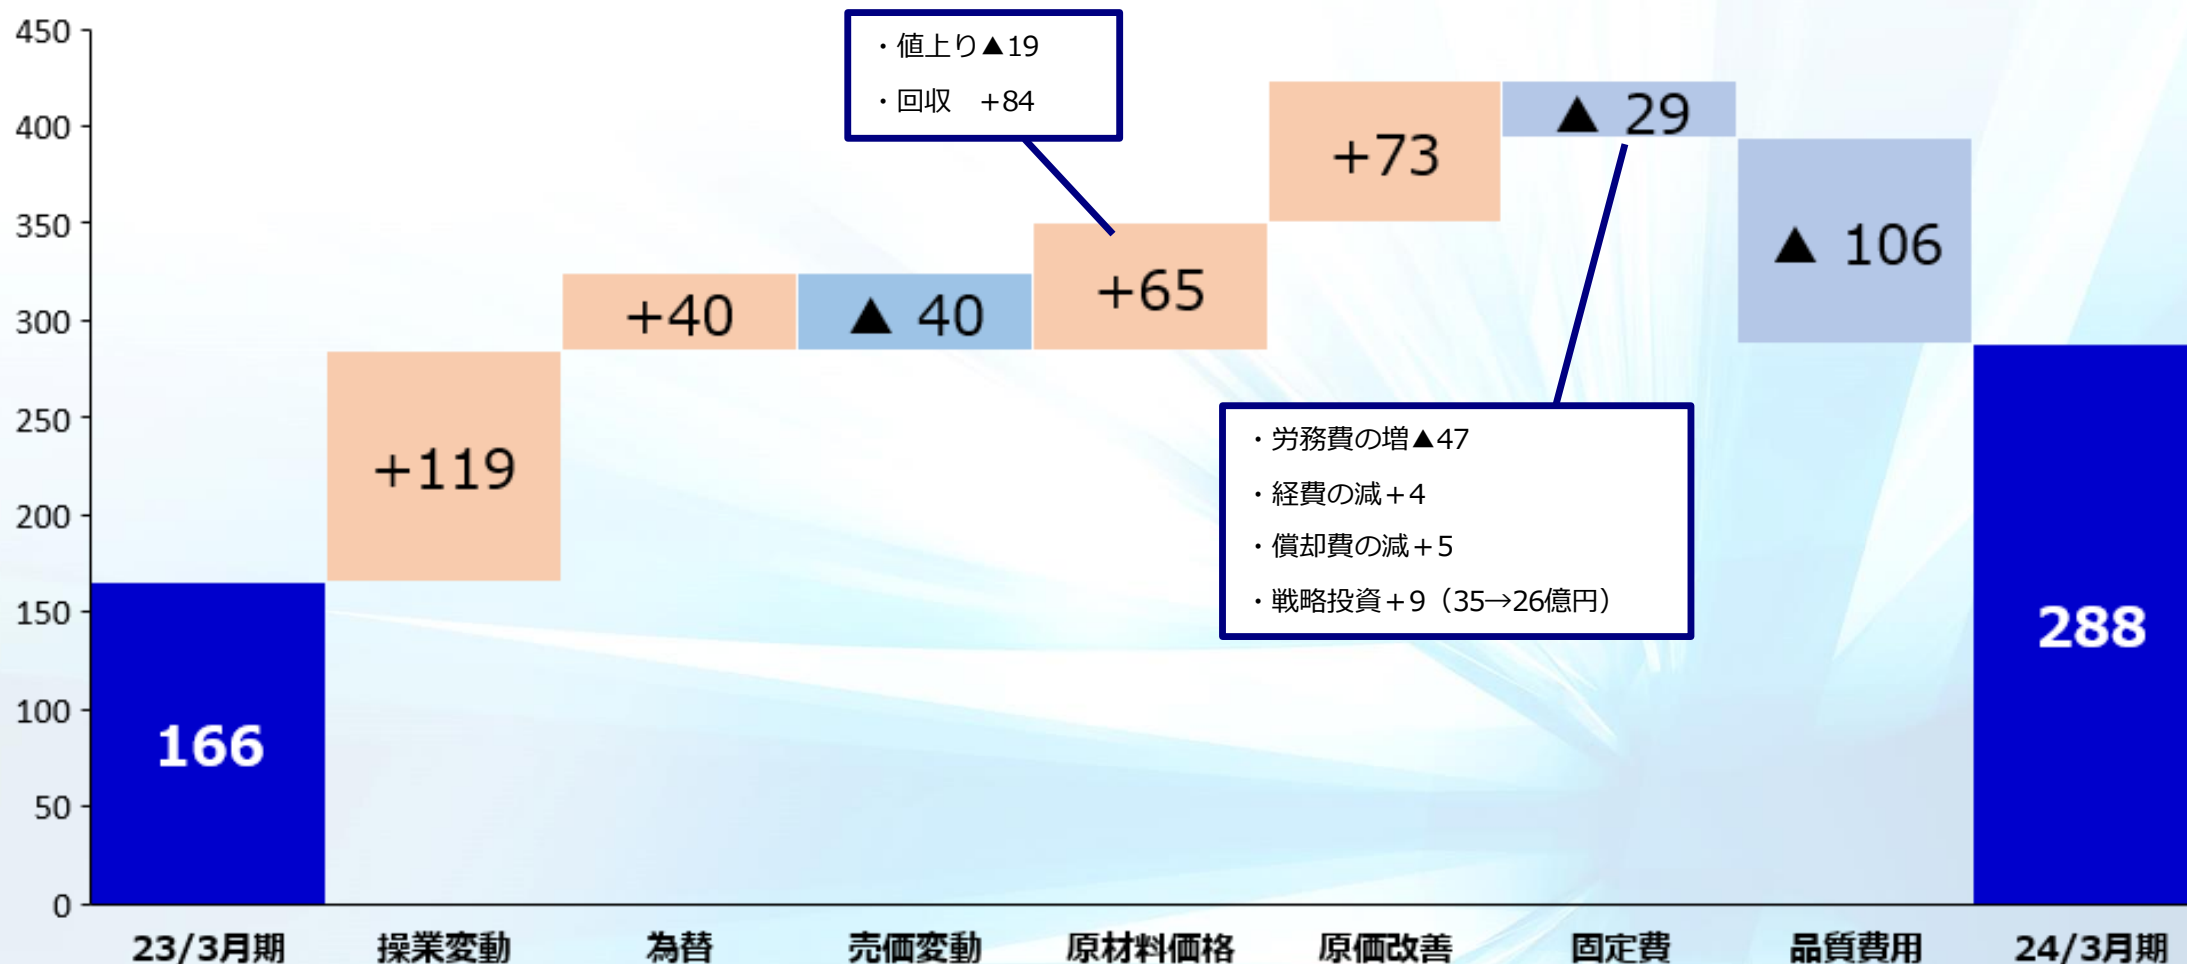 450
400
350
300
250
200
150
100
50
0
・値上り▲19
・回収　+84
166
+119
+40
▲ 40
+65
+73
▲ 29
▲ 106
288
・労務費の増▲47
・経費の減+4
・償却費の減+5
・戦略投資+9（35→26億円）
23/3月期
操業変動
為替
売価変動
原材料価格
原価改善
固定費
品質費用
24/3月期